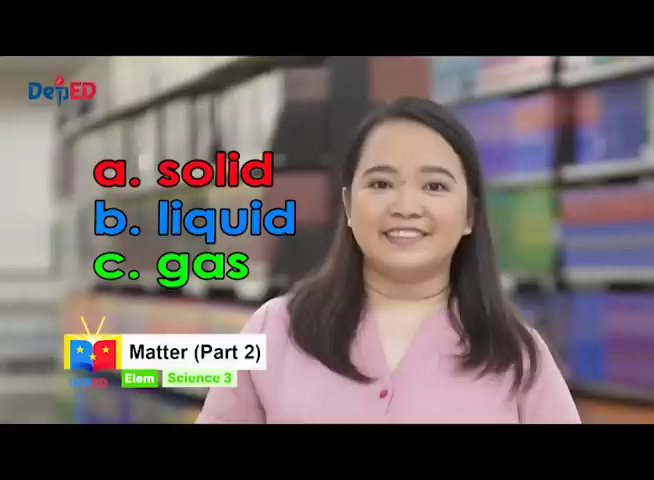 DepED
a. solid
b. liquid
c. gas
Matter (Part 2)
Elem Science 3